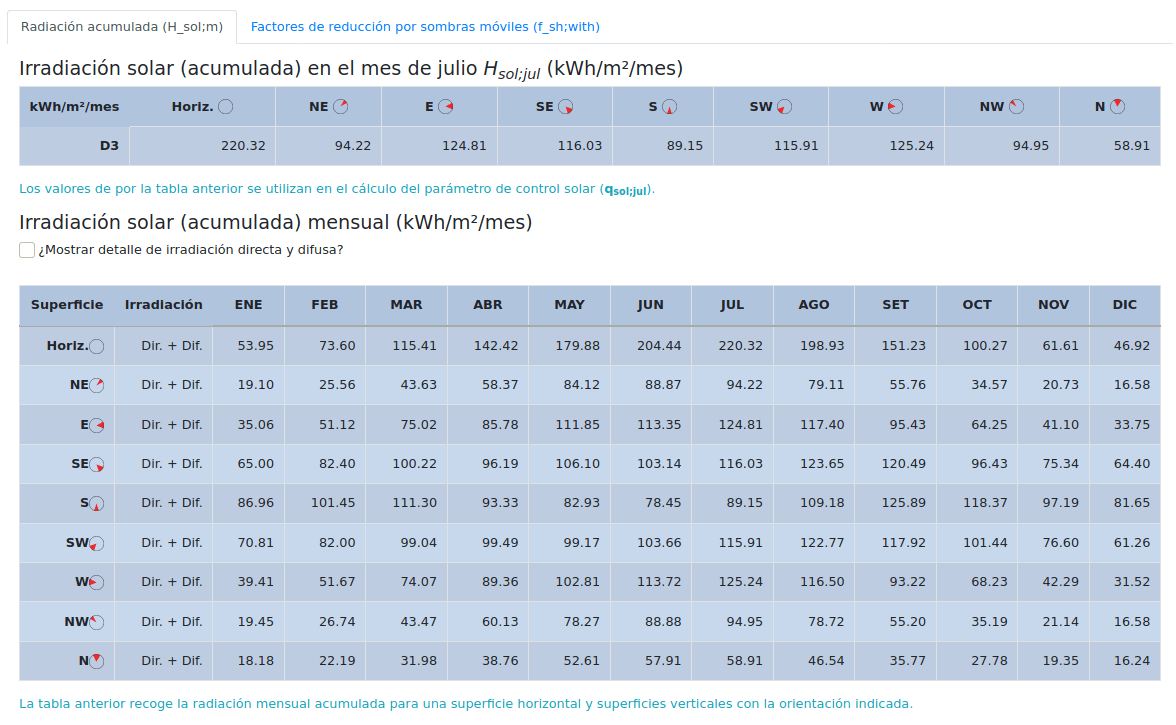 Radiación acumulada (H_sol;m) Factores de reducción por sombras móviles (f_sh;with)
Irradiación solar (acumulada) en el mes de julio Hsol;jul (kWh/m²/mes)
kWh/m²/mes Horiz. NE E SE S SW W NW N
D3 220.32 94.22 124.81 116.03 89.15 115.91 125.24 94.95 58.91
Los valores de por la tabla anterior se utilizan en el cálculo del parámetro de control solar (qsol;jul).
Irradiación solar (acumulada) mensual (kWh/m²/mes)
¿Mostrar detalle de irradiación directa y difusa?
Superficie Irradiación ENE FEB MAR ABR MAY JUN JUL AGO SET OCT NOV DIC
Horiz. Dir. + Dif. 53.95 73.60 115.41 142.42 179.88 204.44 220.32 198.93 151.23 100.27 61.61 46.92
NE Dir. + Dif. 19.10 25.56 43.63 58.37 84.12 88.87 94.22 79.11 55.76 34.57 20.73 16.58
E Dir. + Dif. 35.06 51.12 75.02 85.78 111.85 113.35 124.81 117.40 95.43 64.25 41.10 33.75
SE Dir. + Dif. 65.00 82.40 100.22 96.19 106.10 103.14 116.03 123.65 120.49 96.43 75.34 64.40
S Dir. + Dif. 86.96 101.45 111.30 93.33 82.93 78.45 89.15 109.18 125.89 118.37 97.19 81.65
SW Dir. + Dif. 70.81 82.00 99.04 99.49 99.17 103.66 115.91 122.77 117.92 101.44 76.60 61.26
W Dir. + Dif. 39.41 51.67 74.07 89.36 102.81 113.72 125.24 116.50 93.22 68.23 42.29 31.52
NW Dir. + Dif. 19.45 26.74 43.47 60.13 78.27 88.88 94.95 78.72 55.20 35.19 21.14 16.58
N Dir. + Dif. 18.18 22.19 31.98 38.76 52.61 57.91 58.91 46.54 35.77 27.78 19.35 16.24
La tabla anterior recoge la radiación mensual acumulada para una superficie horizontal y superficies verticales con la orientación indicada.